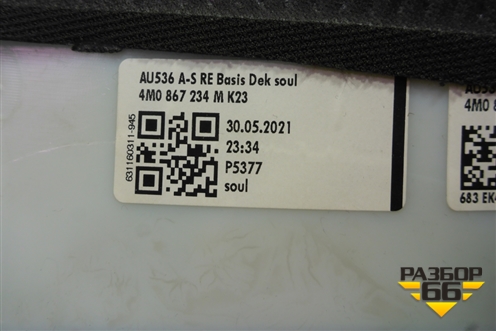 AU536 A-S RE Basis Dek soul
4M0 867 234 M K23
631160311-945
30.05.2021
23:34
P5377
soul
4M0 8
683 EK
РАЗБОР
66